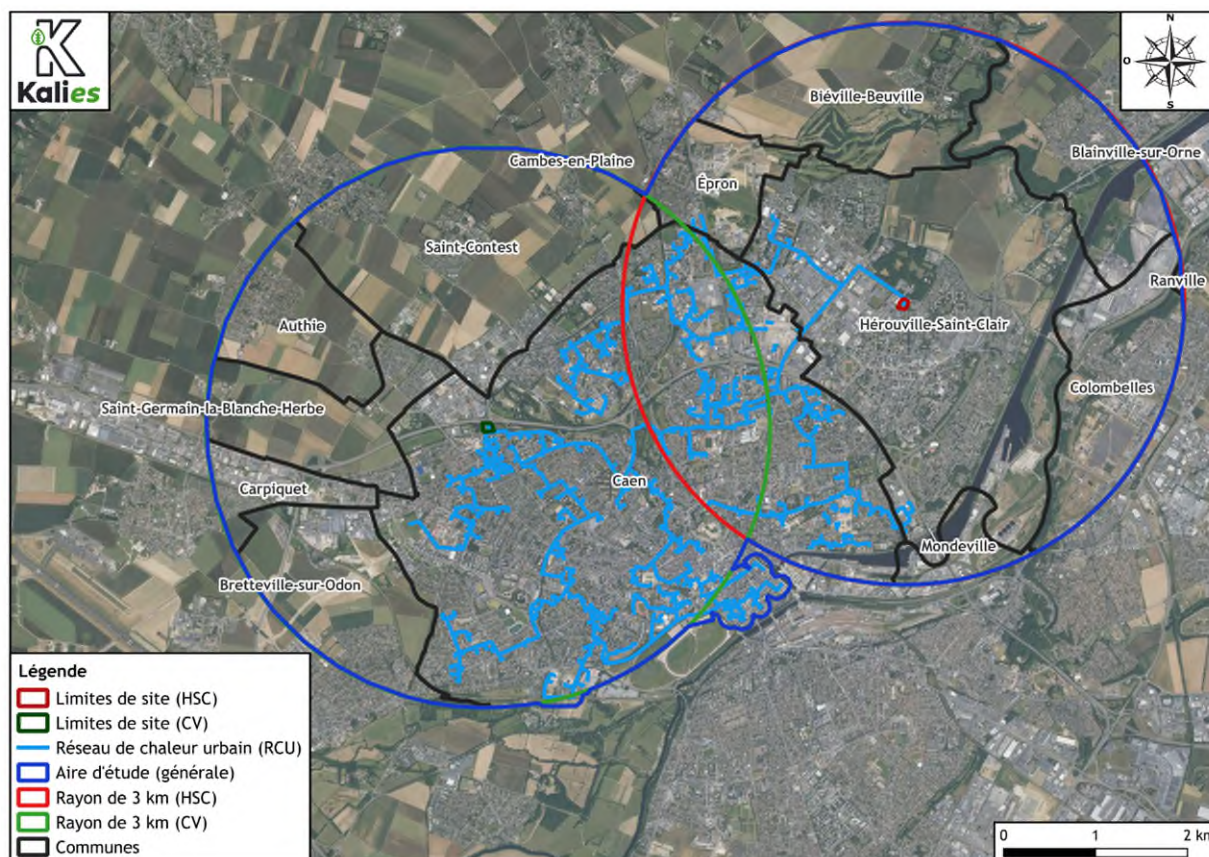 Kalies
N
O
E
S
Biéville-Beuville
Blainville-sur-Orne
Cambes-en-Plaine
Épron
Saint-Contest
Ranville
Authie
Hérouville-Saint-Clair
Colombelles
Saint-Germain-la-Blanche-Herbe
Caen
Carpiquet
Mondeville
Bretteville-sur-Odon
Légende
Limites de site (HSC)
Limites de site (CV)
Réseau de chaleur urbain (RCU)
Aire d'étude (générale)
Rayon de 3 km (HSC)
Rayon de 3 km (CV)
Communes
0 1 2 km